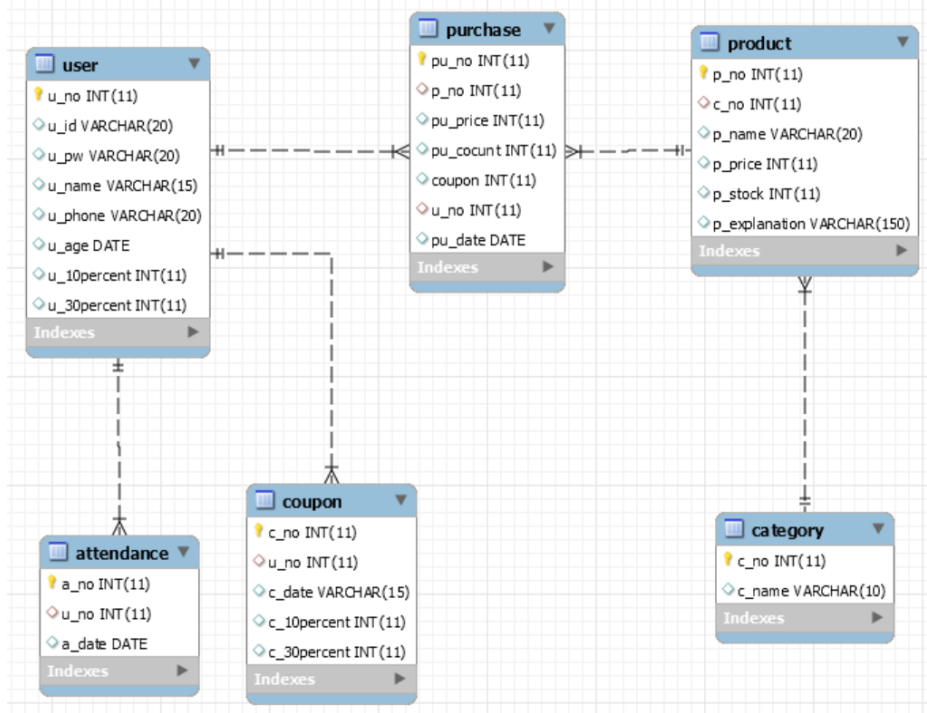 user
u_no INT(11)
u_id VARCHAR(20)
u_pw VARCHAR(20)
u_name VARCHAR(15)
u_phone VARCHAR(20)
u_age DATE
u_10percent INT(11)
u_30percent INT(11)
Indexes
purchase
pu_no INT(11)
p_no INT(11)
pu_price INT(11)
pu_cocunt INT(11)
coupon INT(11)
u_no INT(11)
pu_date DATE
Indexes
product
p_no INT(11)
c_no INT(11)
p_name VARCHAR(20)
p_price INT(11)
p_stock INT(11)
p_explanation VARCHAR(150)
Indexes
attendance
a_no INT(11)
u_no INT(11)
a_date DATE
Indexes
coupon
c_no INT(11)
u_no INT(11)
c_date VARCHAR(15)
c_10percent INT(11)
c_30percent INT(11)
Indexes
category
c_no INT(11)
c_name VARCHAR(10)
Indexes